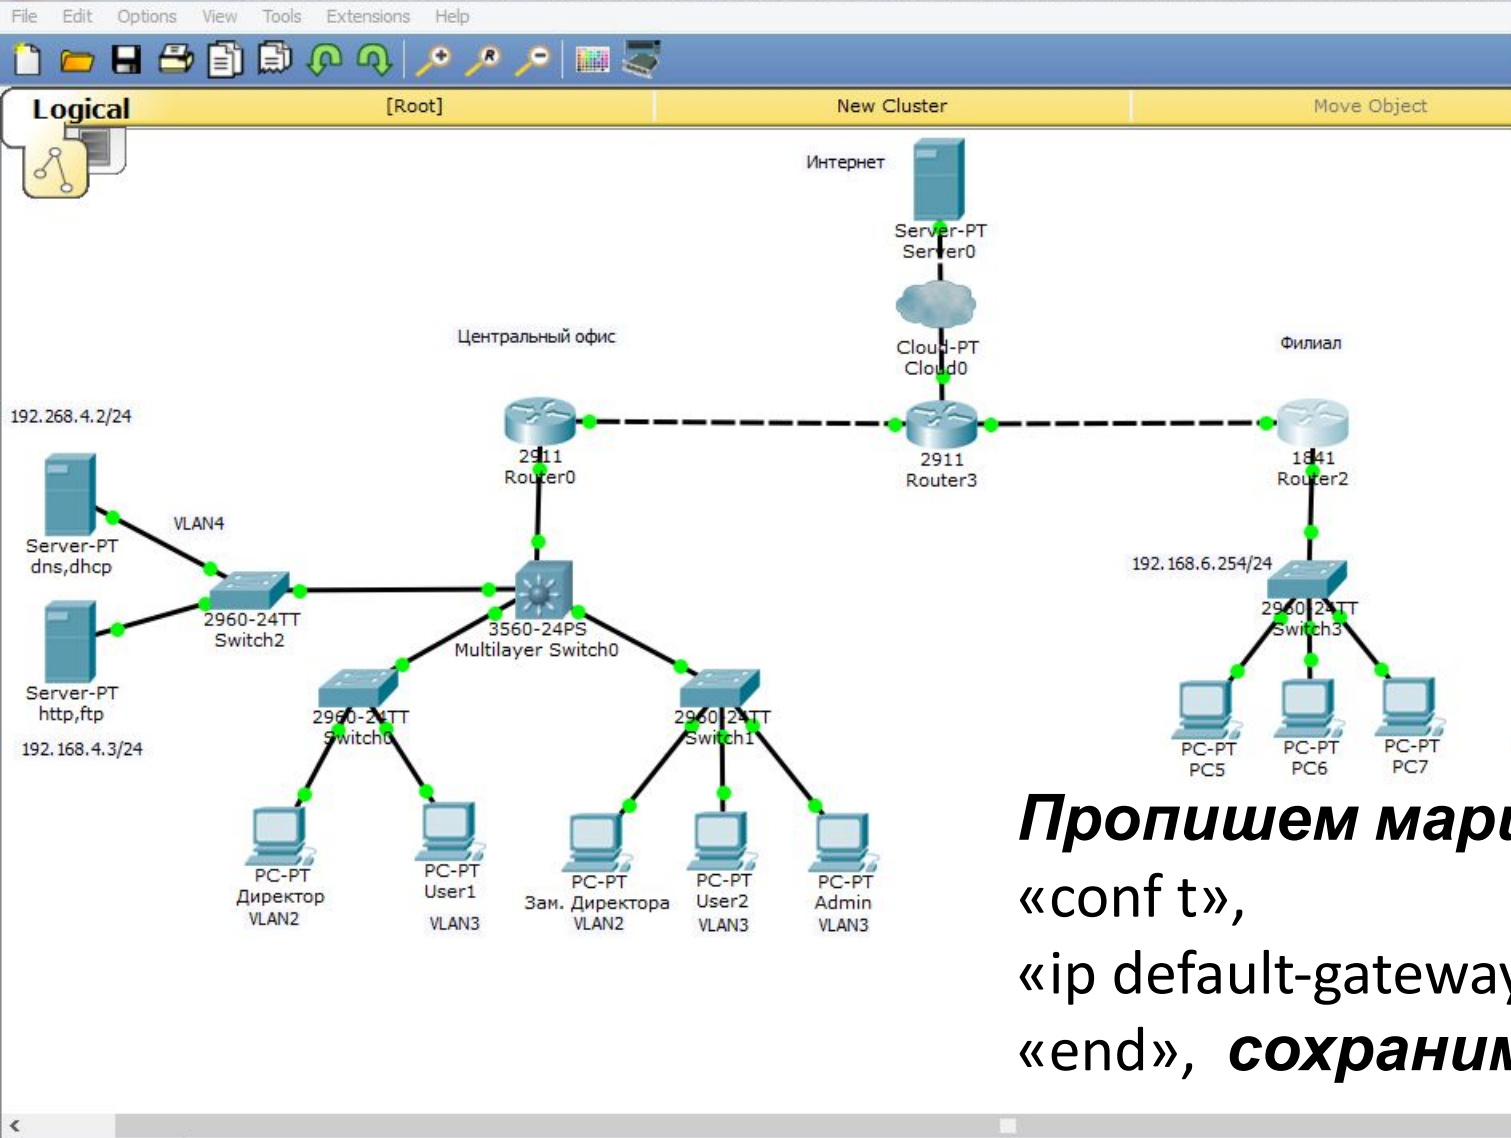 File Edit Options View Tools Extensions Help
Logical [Root] New Cluster Move Object
Интернет
Server-PT
Server0
Cloud-PT
Cloud0
Центральный офис
Филиал
192.268.4.2/24
2911
Router0
2911
Router3
1841
Router2
VLAN4
Server-PT
dns,dhcp
192.168.6.254/24
2960-24TT
Switch2
3560-24PS
Multilayer Switch0
2960-24TT
Switch3
Server-PT
http,ftp
192.168.4.3/24
2960-24TT
Switch0
2960-24TT
Switch1
PC-PT
PC5
PC-PT
PC6
PC-PT
PC7
PC-PT
Директор
VLAN2
PC-PT
User1
VLAN3
PC-PT
Зам. Директора
VLAN2
PC-PT
User2
VLAN3
PC-PT
Admin
VLAN3
Пропишем
«conf t»,
«ip default-gateway
«end», сохраним